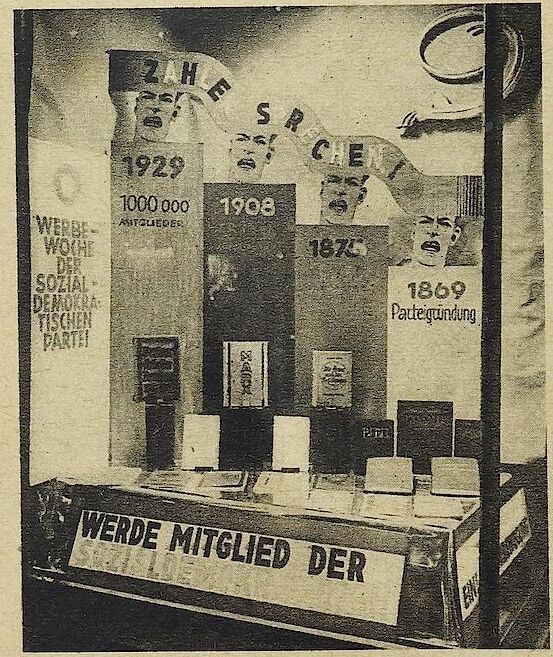 ZAHLEN SPRECHEN!
1929
1000000
MITGLIEDER
1908
1875
1869
Parteigründung
WERBE-
WOCHE
DER
SOZIAL-
DEMOKRA-
TISCHEN
PARTEI
MARX
WERDE MITGLIED DER